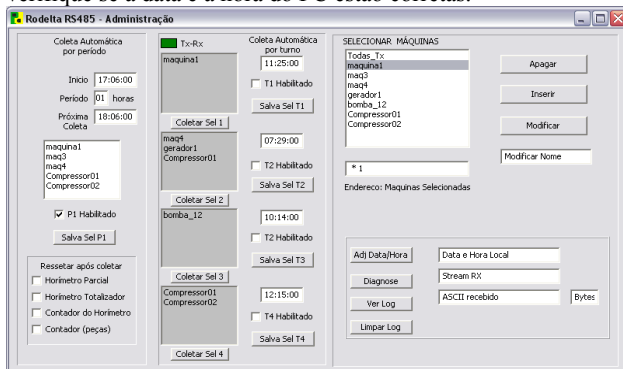 verifique se a data e a hora do PC estão corretas.
Rodelta RS485 - Administração
Coleta Automática
por período
Inicio 17:06:00
Período 01 horas
Próxima
Coleta 18:06:00
maquina1
maq3
maq4
Compressor01
Compressor02
P1 Habilitado
Salva Sel P1
Ressetar após coletar
Horímetro Parcial
Horímetro Totalizador
Contador do Horímetro
Contador (peças)
Tx-Rx
maquina1
Coletar Sel 1
maq4
gerador1
Compressor01
Coletar Sel 2
bomba_12
Coletar Sel 3
Compressor01
Compressor02
Coletar Sel 4
Coleta Automática
por turno
11:25:00
T1 Habilitado
Salva Sel T1
07:29:00
T2 Habilitado
Salva Sel T2
10:14:00
T2 Habilitado
Salva Sel T3
12:15:00
T4 Habilitado
Salva Sel T4
SELECIONAR MÁQUINAS
Todas_Tx
maquina1
maq3
maq4
gerador1
bomba_12
Compressor01
Compressor02
* 1
Endereco: Maquinas Selecionadas
Apagar
Inserir
Modificar
Modificar Nome
Adj Data/Hora Data e Hora Local
Diagnose Stream RX
Ver Log ASCII recebido Bytes
Limpar Log